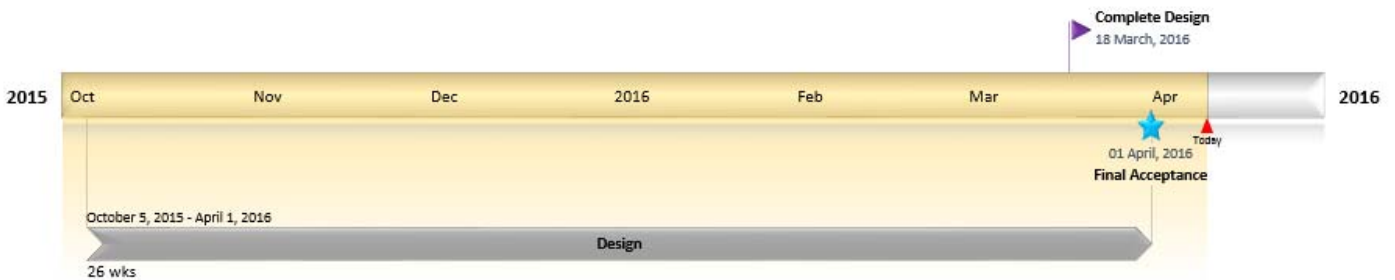 Complete Design
18 March, 2016
2015 Oct Nov Dec 2016 Feb Mar Apr 2016
Today
01 April, 2016
Final Acceptance
October 5, 2015 - April 1, 2016
Design
26 wks